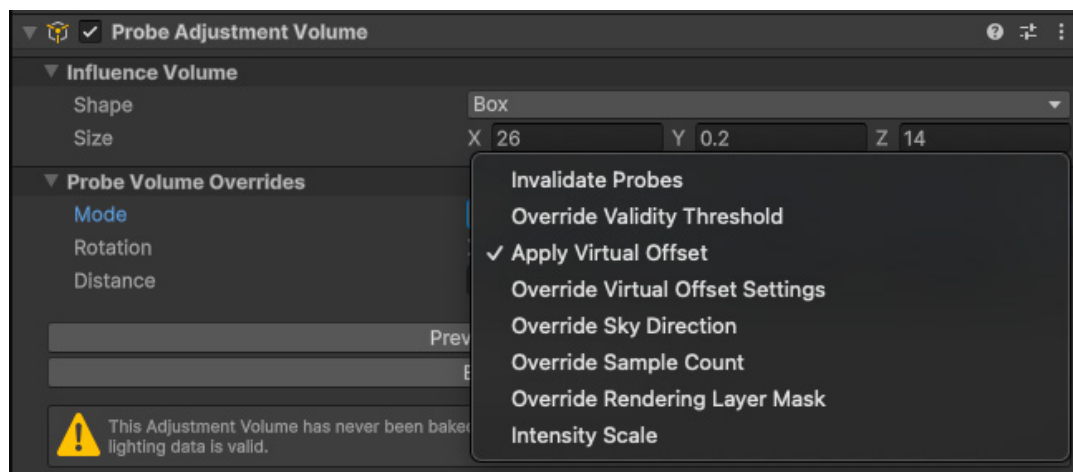 Probe Adjustment Volume
Influence Volume
Shape Box
Size X 26 Y 0.2 Z 14
Probe Volume Overrides
Mode
Rotation
Distance
Invalidate Probes
Override Validity Threshold
✓ Apply Virtual Offset
Override Virtual Offset Settings
Override Sky Direction
Override Sample Count
Override Rendering Layer Mask
Intensity Scale
Prev
This Adjustment Volume has never been baked
lighting data is valid.